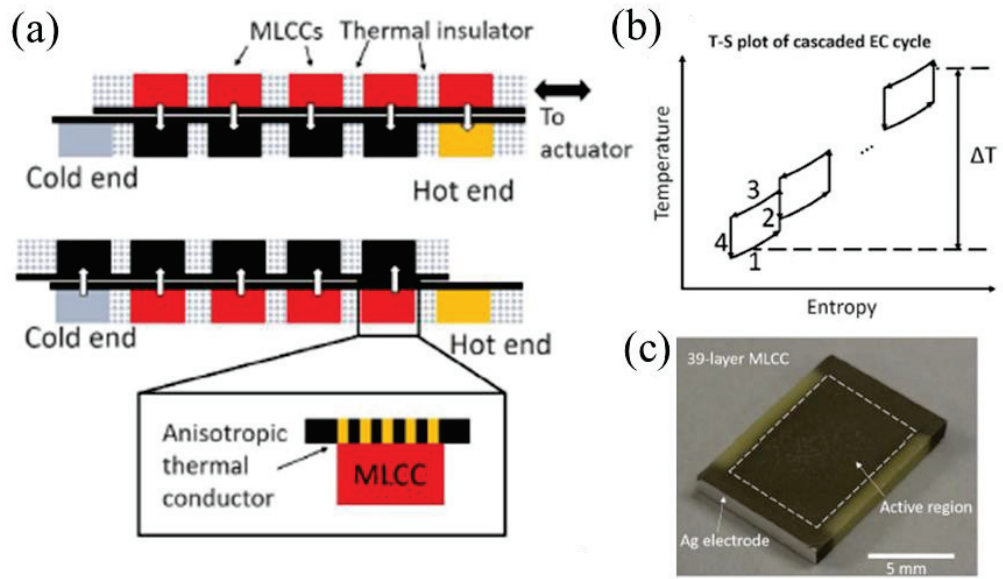 (a)
MLCCs
Thermal insulator
To
actuator
Cold end
Hot end
Cold end
Hot end
Anisotropic
thermal
conductor
MLCC
(b)
T-S plot of cascaded EC cycle
Temperature
3
2
4
1
...
ΔT
Entropy
(c)
39-layer MLCC
Active region
Ag electrode
5 mm